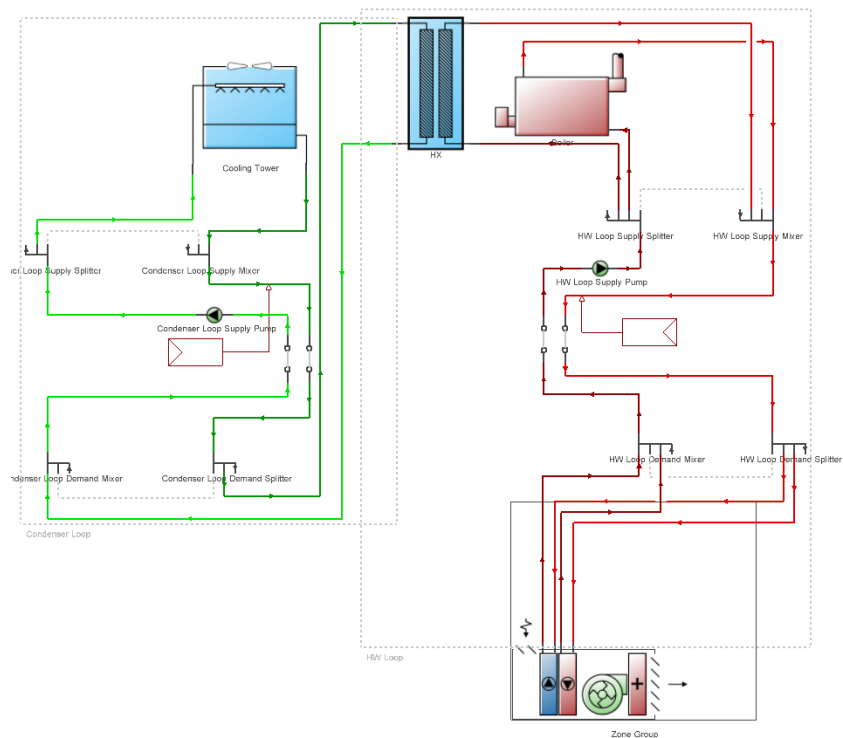 HX
Boiler
Cooling Tower
HW Loop Supply Splitter
HW Loop Supply Mixer
Loop Supply Splitter
Condenser Loop Supply Mixer
HW Loop Supply Pump
Condenser Loop Supply Pump
HW Loop Demand Mixer
HW Loop Demand Splitter
Loop Demand Mixer
Condenser Loop Demand Splitter
Condenser Loop
HW Loop
Zone Group